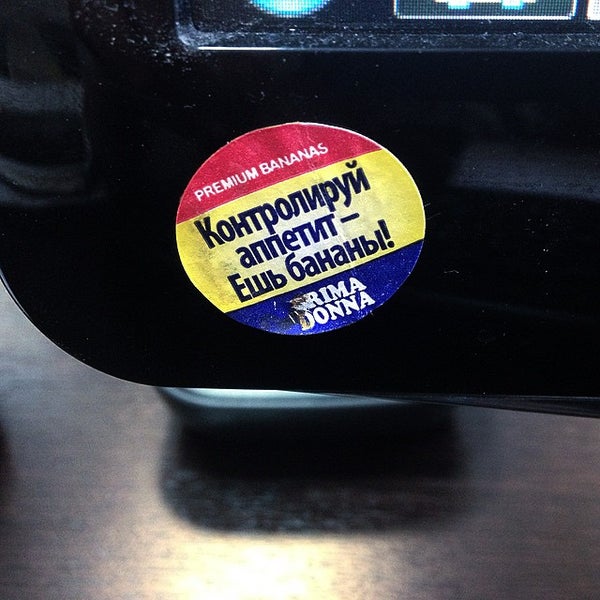 PREMIUM BANANAS
Контролируй
аппетит –
Ешь бананы!
PRIMA
DONNA